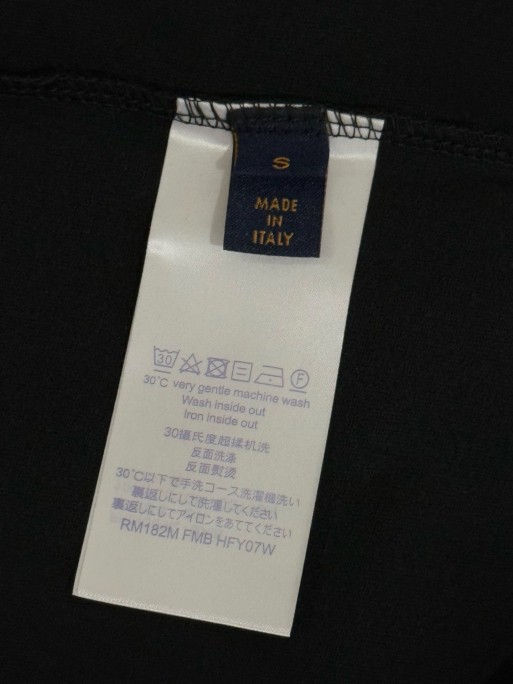 S
MADE
IN
ITALY
30
F
30°C very gentle machine wash
Wash inside out
Iron inside out
30攝氏度超揉机洗
反面洗涤
反面熨烫
30°C以下で手洗コース洗濯機洗い
裏返しにして洗濯してください
裏返しにしてアイロンをあててください
RM182M FMB HFY07W